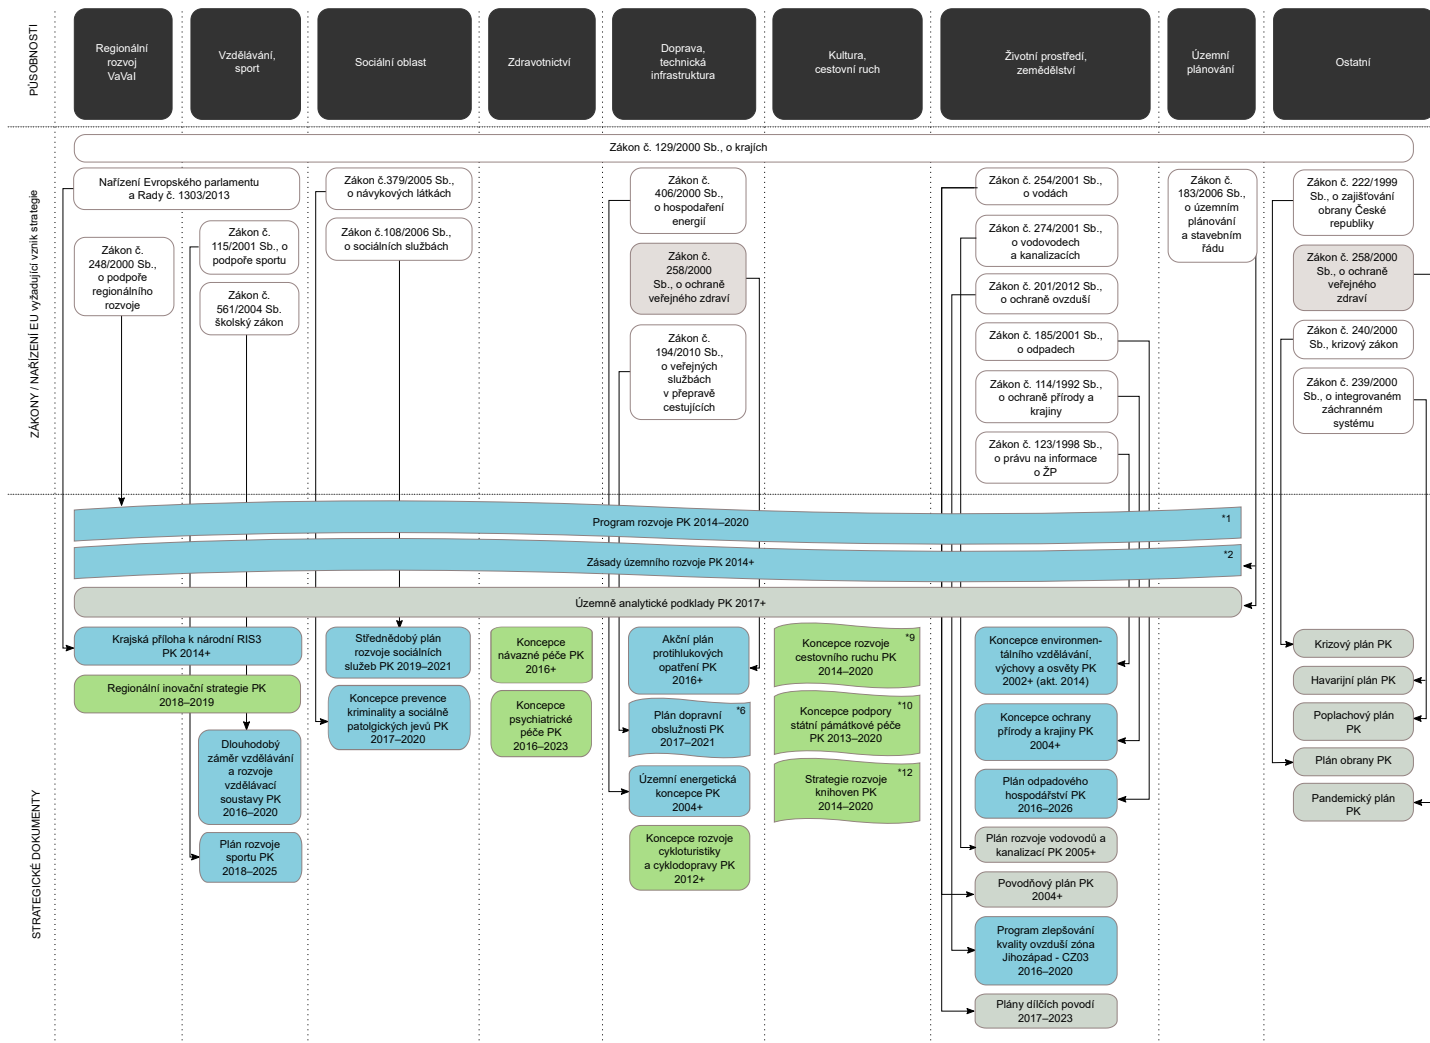 PŮSOBNOSTI
Regionální
rozvoj
VaVaI
Vzdělávání,
sport
Sociální oblast
Zdravotnictví
Doprava,
technická
infrastruktura
Kultura,
cestovní ruch
Životní prostředí,
zemědělství
Územní
plánování
Ostatní
ZÁKONY / NAŘÍZENÍ EU vyžadující vznik strategie
Zákon č. 129/2000 Sb., o krajích
Nařízení Evropského parlamentu
a Rady č. 1303/2013
Zákon č.
248/2000 Sb.,
o podpoře
regionálního
rozvoje
Zákon č.
115/2001 Sb., o
podpoře sportu
Zákon č.
561/2004 Sb.
školský zákon
Zákon č.379/2005 Sb.,
o návykových látkách
Zákon č.108/2006 Sb.,
o sociálních službách
Zákon č.
406/2000 Sb.,
o hospodaření
energií
Zákon č.
258/2000
Sb., o ochraně
veřejného zdraví
Zákon č.
194/2010 Sb.,
o veřejných
službách
v přepravě
cestujících
Zákon č. 254/2001 Sb.,
o vodách
Zákon č. 274/2001 Sb.,
o vodovodech
a kanalizacích
Zákon č. 201/2012 Sb.,
o ochraně ovzduší
Zákon č. 185/2001 Sb.,
o odpadech
Zákon č. 114/1992 Sb.,
o ochraně přírody a
krajiny
Zákon č. 123/1998 Sb.,
o právu na informace
o ŽP
Zákon č.
183/2006 Sb.,
o územním
plánování
a stavebním
řádu
Zákon č. 222/1999
Sb., o zajišťování
obrany České
republiky
Zákon č. 258/2000
Sb., o ochraně
veřejného
zdraví
Zákon č. 240/2000
Sb., krizový zákon
Zákon č. 239/2000
Sb., o integrovaném
záchranném
systému
STRATEGICKÉ DOKUMENTY
Program rozvoje PK 2014–2020
*1
Zásady územního rozvoje PK 2014+
*2
Územně analytické podklady PK 2017+
Krajská příloha k národní RIS3
PK 2014+
Regionální inovační strategie PK
2018–2019
Dlouhodobý
záměr vzdělávání
a rozvoje
vzdělávací
soustavy PK
2016–2020
Plán rozvoje
sportu PK
2018–2025
Střednědobý plán
rozvoje sociálních
služeb PK 2019–2021
Koncepce prevence
kriminality a sociálně
patolgických jevů PK
2017–2020
Koncepce
návazné péče PK
2016+
Koncepce
psychiatrické
péče PK
2016–2023
Akční plán
protihlukových
opatření PK
2016+
*6
Plán dopravní
obslužnosti PK
2017–2021
Územní energetická
koncepce PK
2004+
Koncepce rozvoje
cykloturistiky
a cyklodopravy PK
2012+
*9
Koncepce rozvoje
cestovního ruchu PK
2014–2020
*10
Koncepce podpory
státní památkové péče
PK 2013–2020
*12
Strategie rozvoje
knihoven PK
2014–2020
Koncepce environmen-
tálního vzdělávání,
výchovy a osvěty PK
2002+ (akt. 2014)
Koncepce ochrany
přírody a krajiny PK
2004+
Plán odpadového
hospodářství PK
2016–2026
Plán rozvoje vodovodů a
kanalizací PK 2005+
Povodňový plán PK
2004+
Program zlepšování
kvality ovzduší zóna
Jihozápad - CZ03
2016–2020
Plány dílčích povodí
2017–2023
Krizový plán PK
Havarijní plán PK
Poplachový plán
PK
Plán obrany PK
Pandemický plán
PK